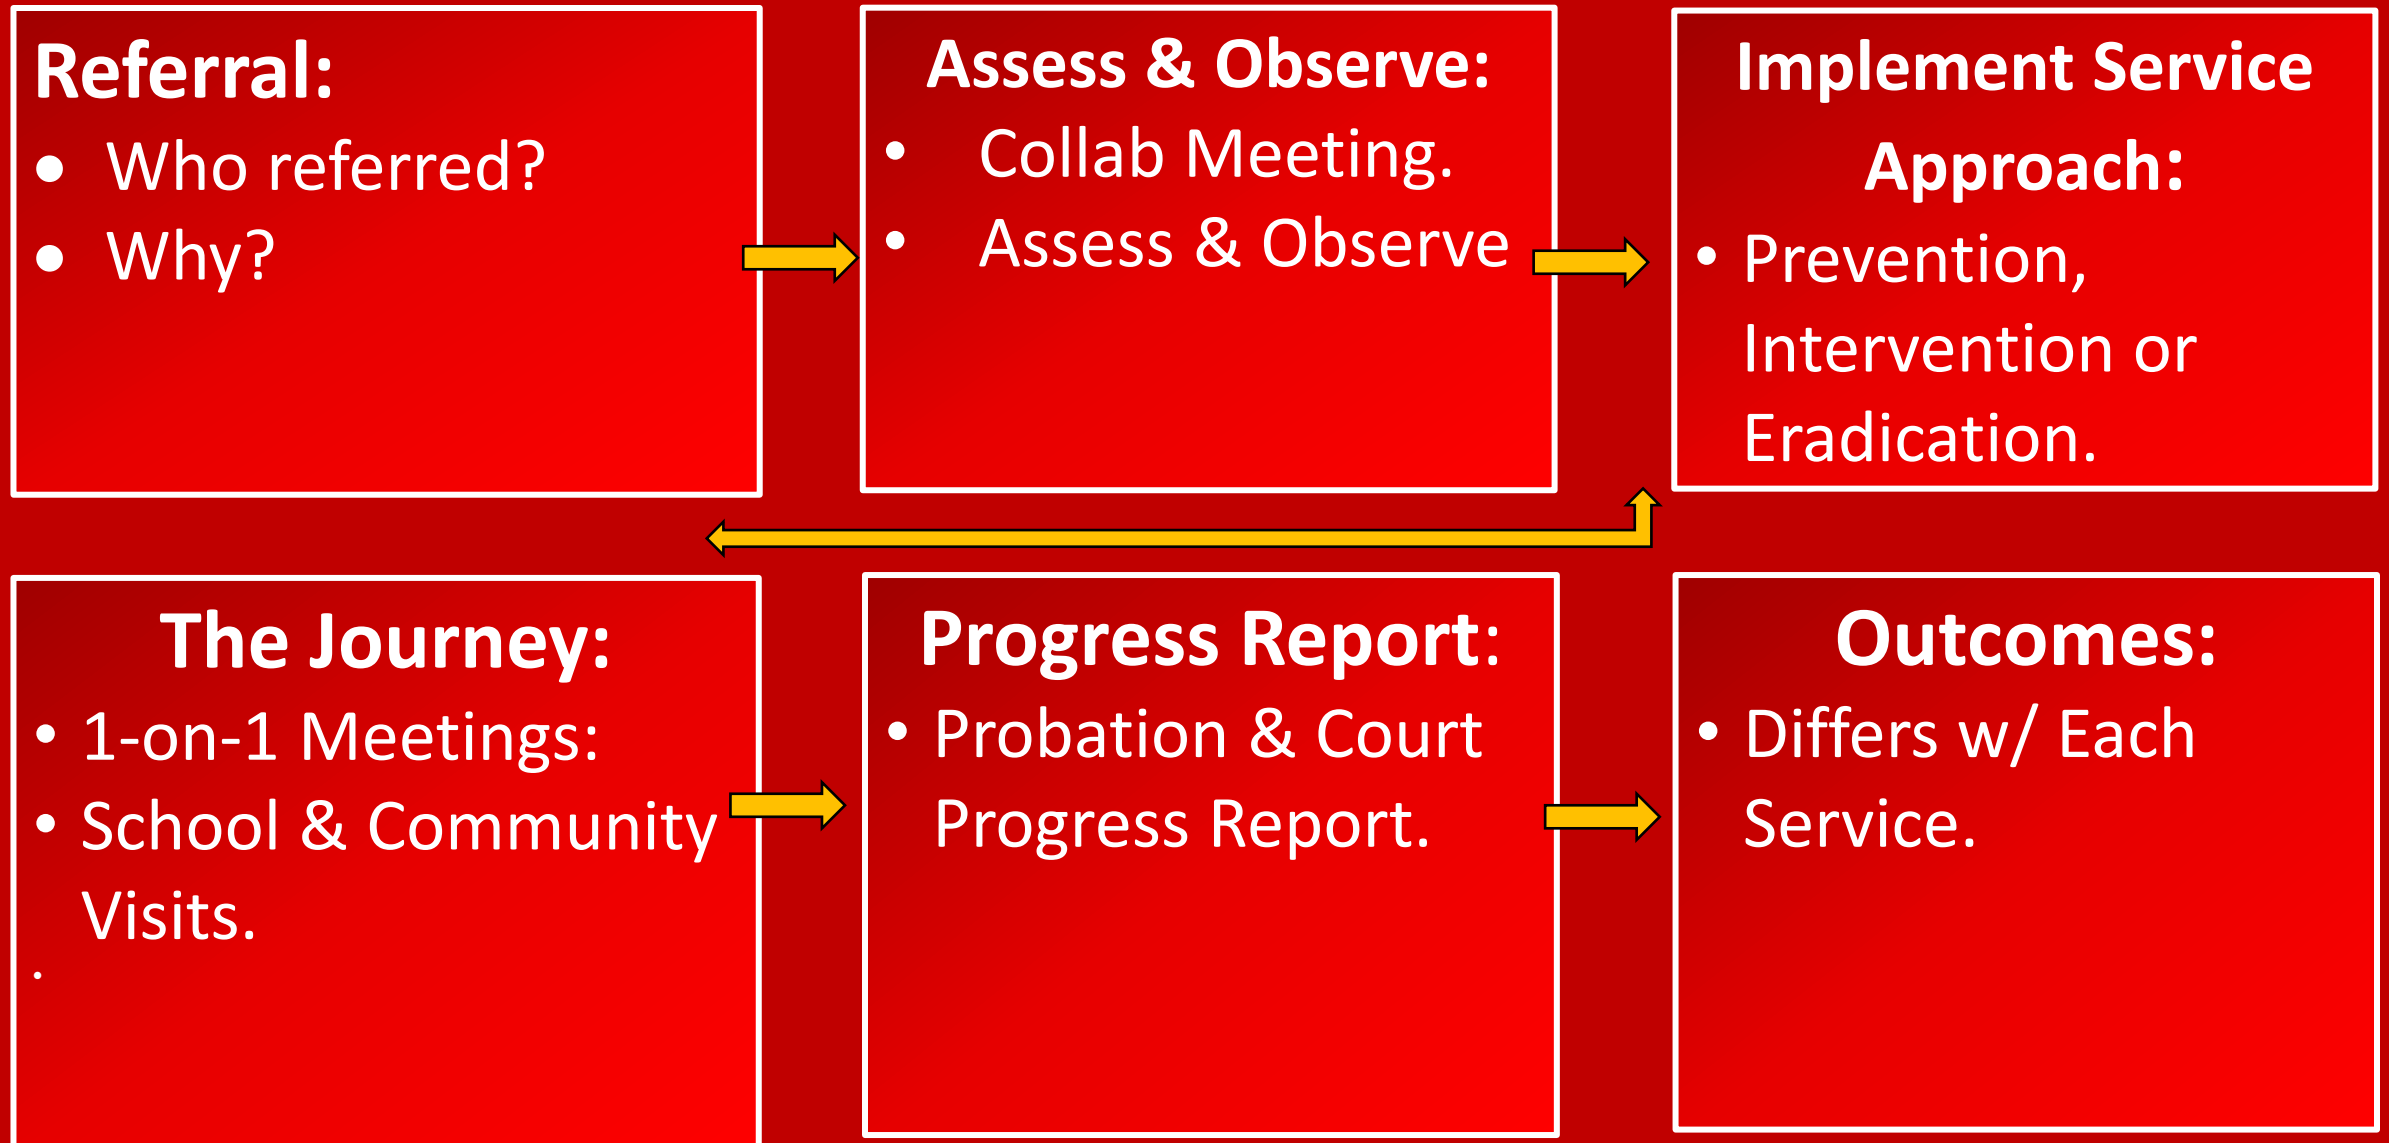 Referral:
• Who referred?
• Why?
Assess & Observe:
• Collab Meeting.
• Assess & Observe
Implement Service
Approach:
• Prevention,
Intervention or
Eradication.
The Journey:
• 1-on-1 Meetings:
• School & Community
Visits.
•
Progress Report:
• Probation & Court
Progress Report.
Outcomes:
• Differs w/ Each
Service.